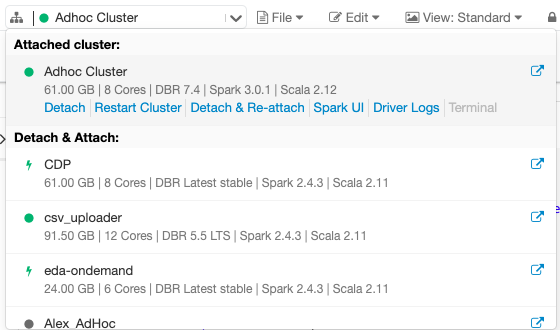 Adhoc Cluster File Edit View: Standard
Attached cluster:
Adhoc Cluster
61.00 GB | 8 Cores | DBR 7.4 | Spark 3.0.1 | Scala 2.12
Detach | Restart Cluster | Detach & Re-attach | Spark UI | Driver Logs | Terminal
Detach & Attach:
CDP
61.00 GB | 8 Cores | DBR Latest stable | Spark 2.4.3 | Scala 2.11
csv_uploader
91.50 GB | 12 Cores | DBR 5.5 LTS | Spark 2.4.3 | Scala 2.11
eda-ondemand
24.00 GB | 6 Cores | DBR Latest stable | Spark 2.4.3 | Scala 2.11
Alex_AdHoc